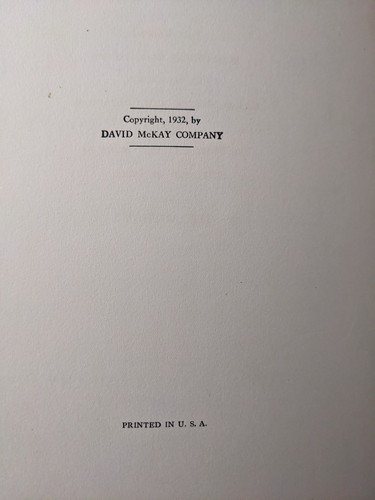 Copyright, 1932, by
DAVID McKAY COMPANY
PRINTED IN U. S. A.